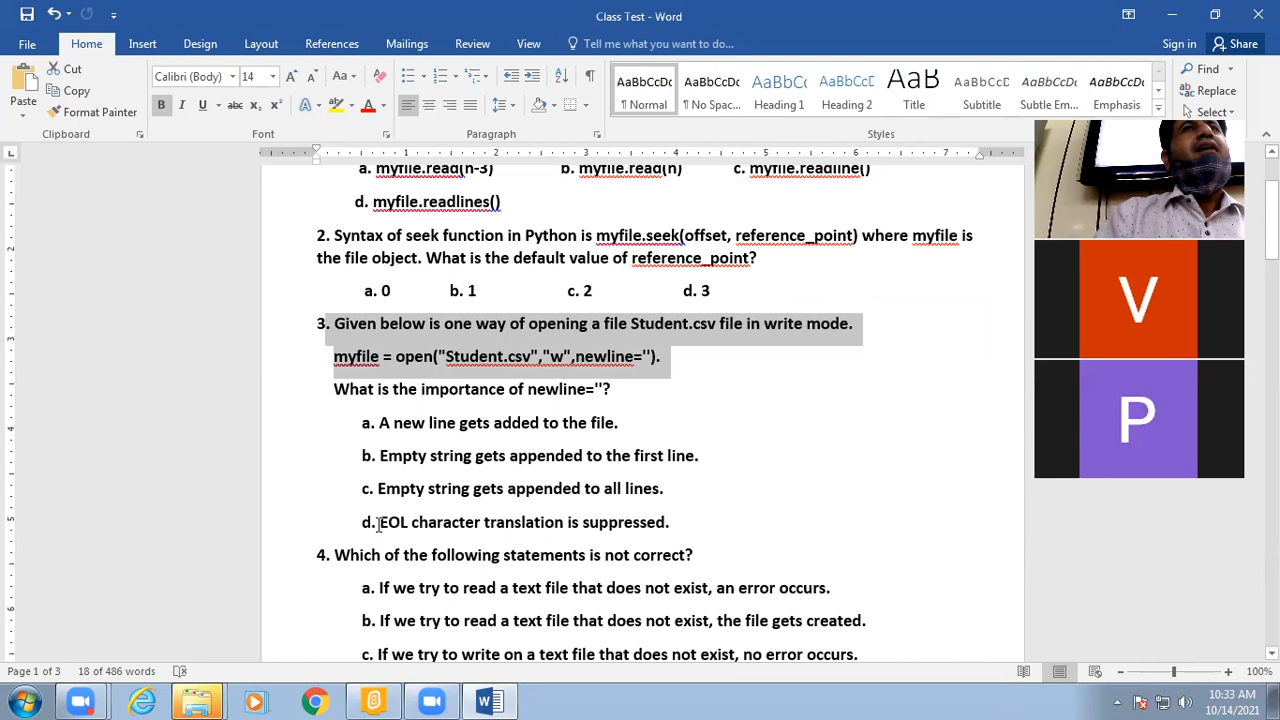 Class Test - Word
File Home Insert Design Layout References Mailings Review View Tell me what you want to do... Sign in Share
Paste Cut Copy Format Painter
Calibri (Body) 14
Clipboard Font Paragraph Styles
AaBbCcDc AaBbCcDc AaBbCc AaBbCcC AaB AaBbCcC AaBbCcDc AaBbCcDc
¶ Normal ¶ No Spac... Heading 1 Heading 2 Title Subtitle Subtle Em... Emphasis
Find Replace Select
a. myfile.read(n-3) b. myfile.read(n) c. myfile.readline()
d. myfile.readlines()
2. Syntax of seek function in Python is myfile.seek(offset, reference_point) where myfile is
the file object. What is the default value of reference_point?
a. 0 b. 1 c. 2 d. 3
3. Given below is one way of opening a file Student.csv file in write mode.
myfile = open("Student.csv","w",newline='').
What is the importance of newline=''?
a. A new line gets added to the file.
b. Empty string gets appended to the first line.
c. Empty string gets appended to all lines.
d. EOL character translation is suppressed.
4. Which of the following statements is not correct?
a. If we try to read a text file that does not exist, an error occurs.
b. If we try to read a text file that does not exist, the file gets created.
c. If we try to write on a text file that does not exist, no error occurs.
V
P
Page 1 of 3 18 of 486 words 100%
10:33 AM
10/14/2021